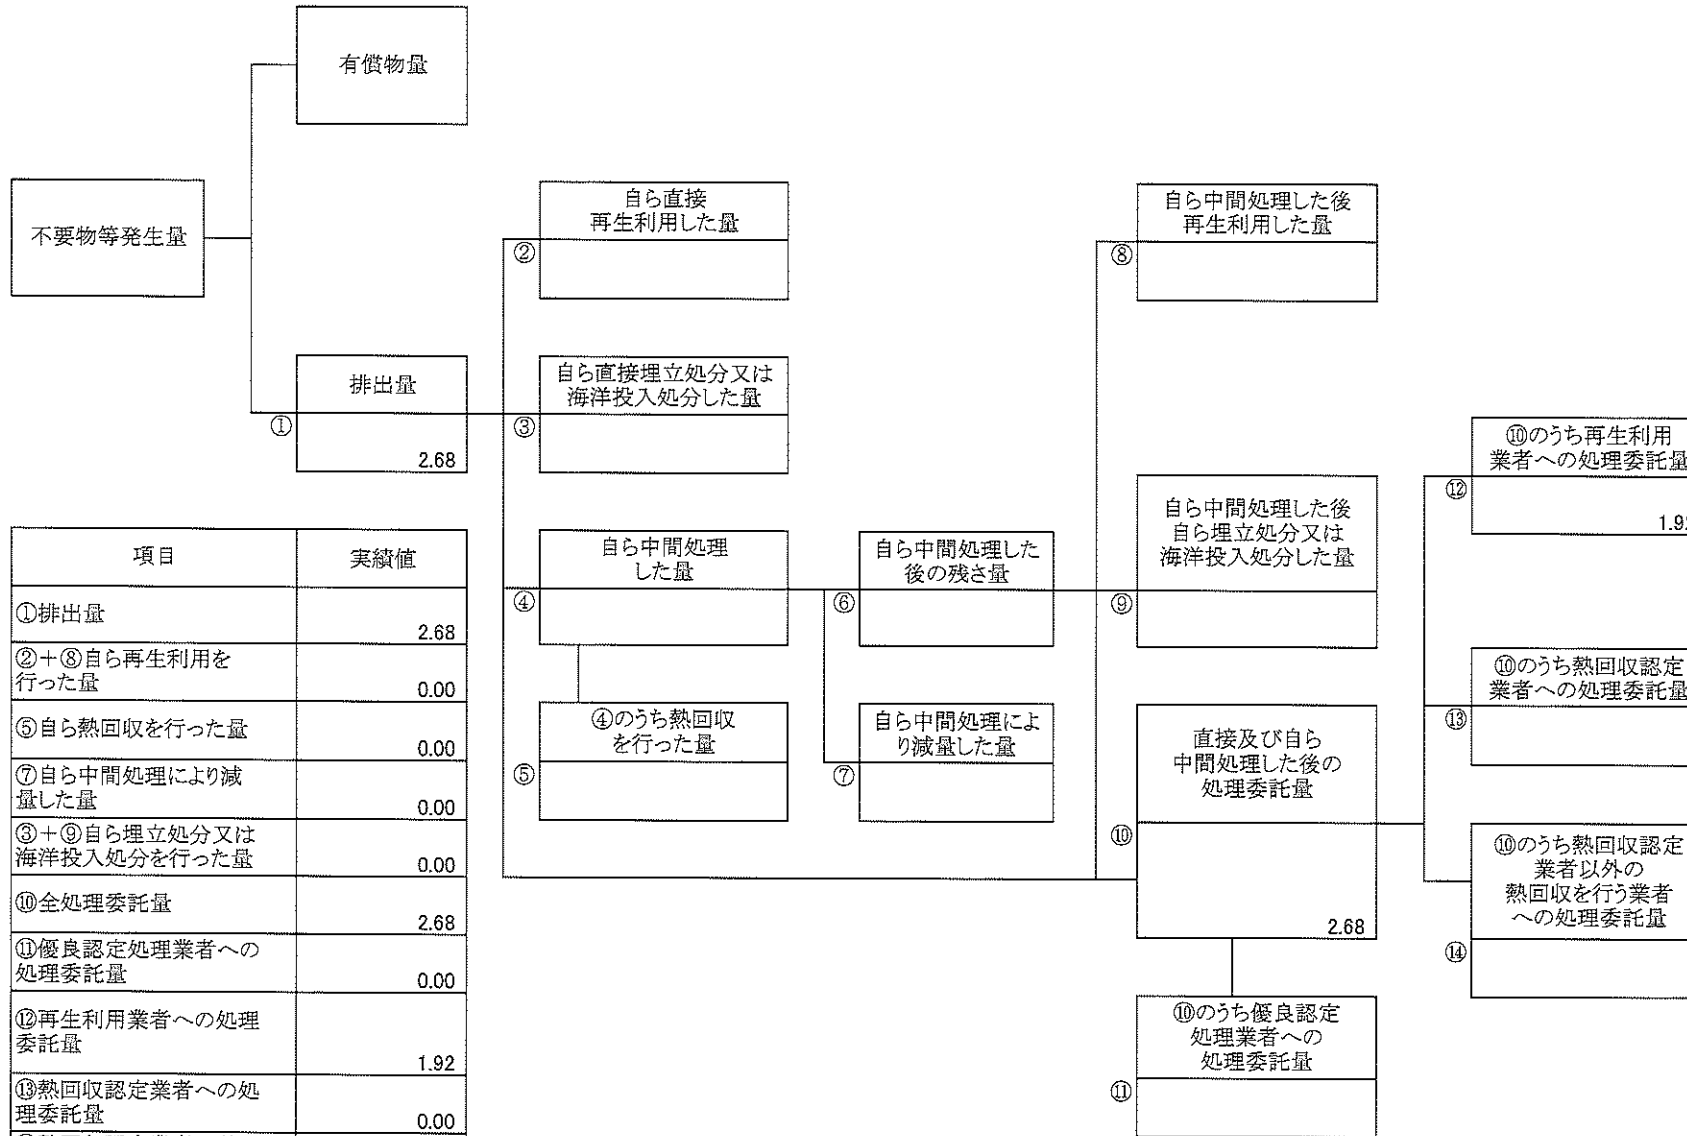 有償物量
不要物等発生量
自ら直接
再生利用した量
②
自ら中間処理した後
再生利用した量
⑧
排出量
①
2.68
自ら直接埋立処分又は
海洋投入処分した量
③
⑩のうち再生利用
業者への処理委託量
⑫
1.92
自ら中間処理した後
自ら埋立処分又は
海洋投入処分した量
⑨
自ら中間処理
した量
④
自ら中間処理した
後の残さ量
⑥
⑩のうち熱回収認定
業者への処理委託量
⑬
④のうち熱回収
を行った量
⑤
自ら中間処理によ
り減量した量
⑦
直接及び自ら
中間処理した後の
処理委託量
⑩
2.68
⑩のうち熱回収認定
業者以外の
熱回収を行う業者
への処理委託量
⑭
⑩のうち優良認定
処理業者への
処理委託量
⑪
項目 実績値
①排出量
2.68
②+⑧自ら再生利用を
行った量
0.00
⑤自ら熱回収を行った量
0.00
⑦自ら中間処理により減
量した量
0.00
③+⑨自ら埋立処分又は
海洋投入処分を行った量
0.00
⑩全処理委託量
2.68
⑪優良認定処理業者への
処理委託量
0.00
⑫再生利用業者への処理
委託量
1.92
⑬熱回収認定業者への処
理委託量
0.00